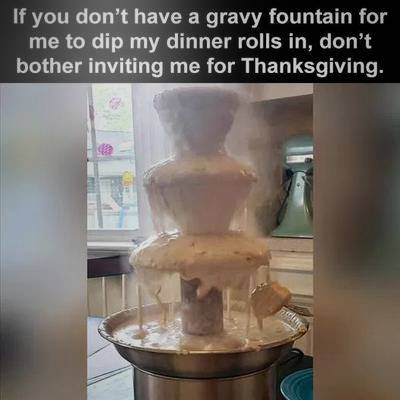 If you don’t have a gravy fountain for
me to dip my dinner rolls in, don’t
bother inviting me for Thanksgiving.